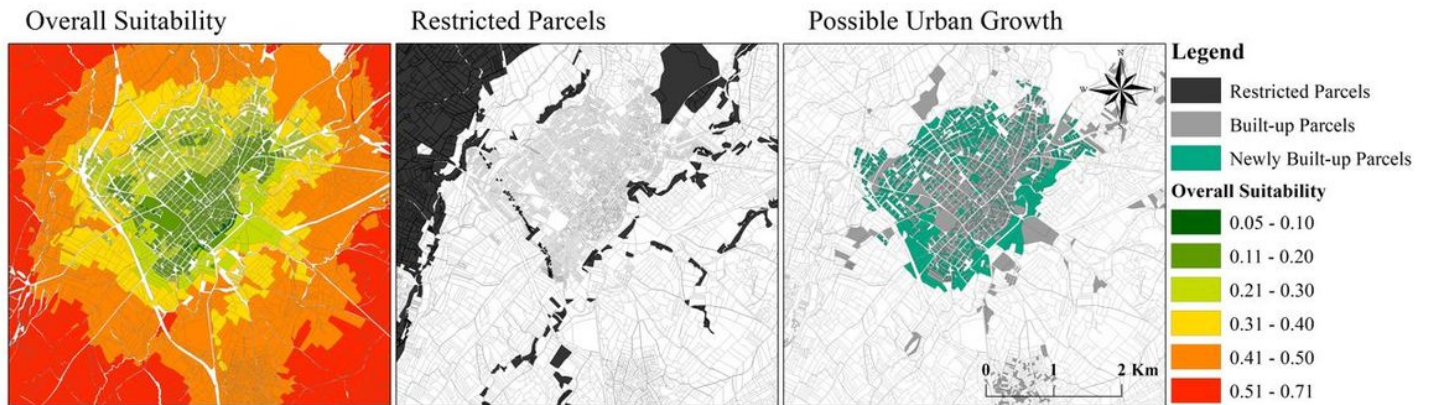 Overall Suitability
Restricted Parcels
Possible Urban Growth
Legend
Restricted Parcels
Built-up Parcels
Newly Built-up Parcels
Overall Suitability
0.05 - 0.10
0.11 - 0.20
0.21 - 0.30
0.31 - 0.40
0.41 - 0.50
0.51 - 0.71
N
W
E
S
0 1 2 Km